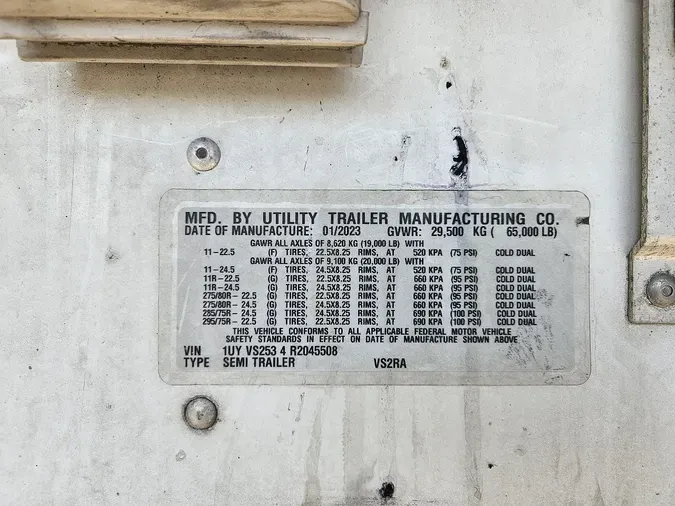 MFD. BY UTILITY TRAILER MANUFACTURING CO.
DATE OF MANUFACTURE: 01/2023 GVWR: 29,500 KG ( 65,000 LB)
GAWR ALL AXLES OF 8,620 KG (19,000 LB) WITH
11-22.5 (F) TIRES, 22.5X8.25 RIMS, AT 520 KPA (75 PSI) COLD DUAL
GAWR ALL AXLES OF 9,100 KG (20,000 LB) WITH
11-24.5 (F) TIRES, 24.5X8.25 RIMS, AT 520 KPA (75 PSI) COLD DUAL
11R-22.5 (G) TIRES, 22.5X8.25 RIMS, AT 660 KPA (95 PSI) COLD DUAL
11R-24.5 (G) TIRES, 24.5X8.25 RIMS, AT 660 KPA (95 PSI) COLD DUAL
275/80R-22.5 (G) TIRES, 22.5X8.25 RIMS, AT 660 KPA (95 PSI) COLD DUAL
275/80R-24.5 (G) TIRES, 24.5X8.25 RIMS, AT 660 KPA (95 PSI) COLD DUAL
285/75R-24.5 (G) TIRES, 24.5X8.25 RIMS, AT 690 KPA (100 PSI) COLD DUAL
295/75R-22.5 (G) TIRES, 22.5X8.25 RIMS, AT 690 KPA (100 PSI) COLD DUAL
THIS VEHICLE CONFORMS TO ALL APPLICABLE FEDERAL MOTOR VEHICLE
SAFETY STANDARDS IN EFFECT ON DATE OF MANUFACTURE SHOWN ABOVE
VIN 1UY VS253 4 R2045508
TYPE SEMI TRAILER VS2RA